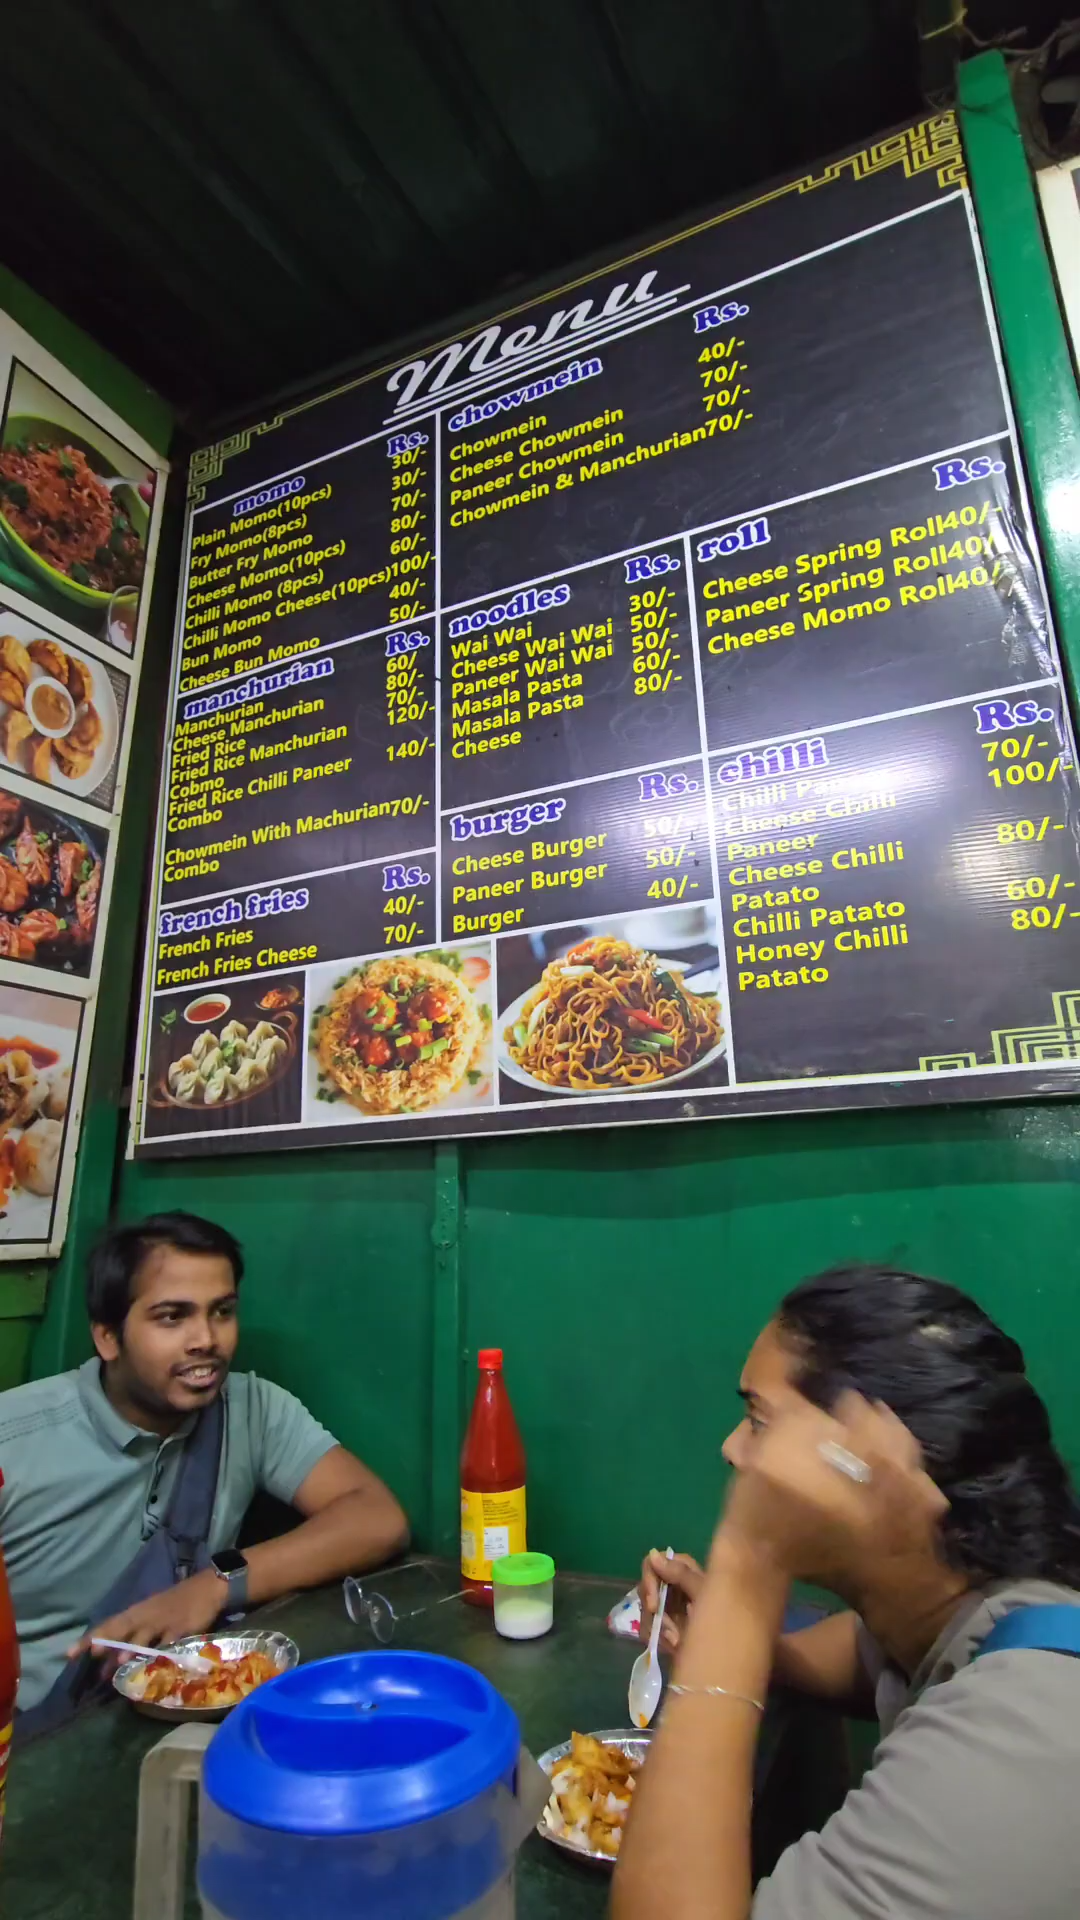 Menu
momo Rs.
Plain Momo(10pcs) 30/-
Fry Momo(8pcs) 30/-
Butter Fry Momo 70/-
Cheese Momo(10pcs) 80/-
Chilli Momo (8pcs) 60/-
Chilli Momo Cheese(10pcs)100/-
Bun Momo 40/-
Cheese Bun Momo 50/-
manchurian Rs.
Manchurian 60/
Cheese Manchurian 80/-
Fried Rice 70/-
Fried Rice Manchurian 120/-
Cobmo
Fried Rice Chilli Paneer 140/-
Combo
Chowmein With Machurian70/-
Combo
french fries Rs.
French Fries 40/-
French Fries Cheese 70/-
chowmein Rs.
Chowmein 40/-
Cheese Chowmein 70/-
Paneer Chowmein 70/-
Chowmein & Manchurian70/-
noodles Rs.
Wai Wai 30/-
Cheese Wai Wai 50/-
Paneer Wai Wai 50/-
Masala Pasta 60/-
Masala Pasta 80/-
Cheese
burger Rs.
Cheese Burger 50/-
Paneer Burger 50/-
Burger 40/-
roll Rs.
Cheese Spring Roll40/-
Paneer Spring Roll40/
Cheese Momo Roll40/
chilli Rs.
Chilli 70/-
Cheese Chilli 100/-
Paneer
Cheese Chilli 80/-
Patato
Chilli Patato 60/-
Honey Chilli 80/-
Patato